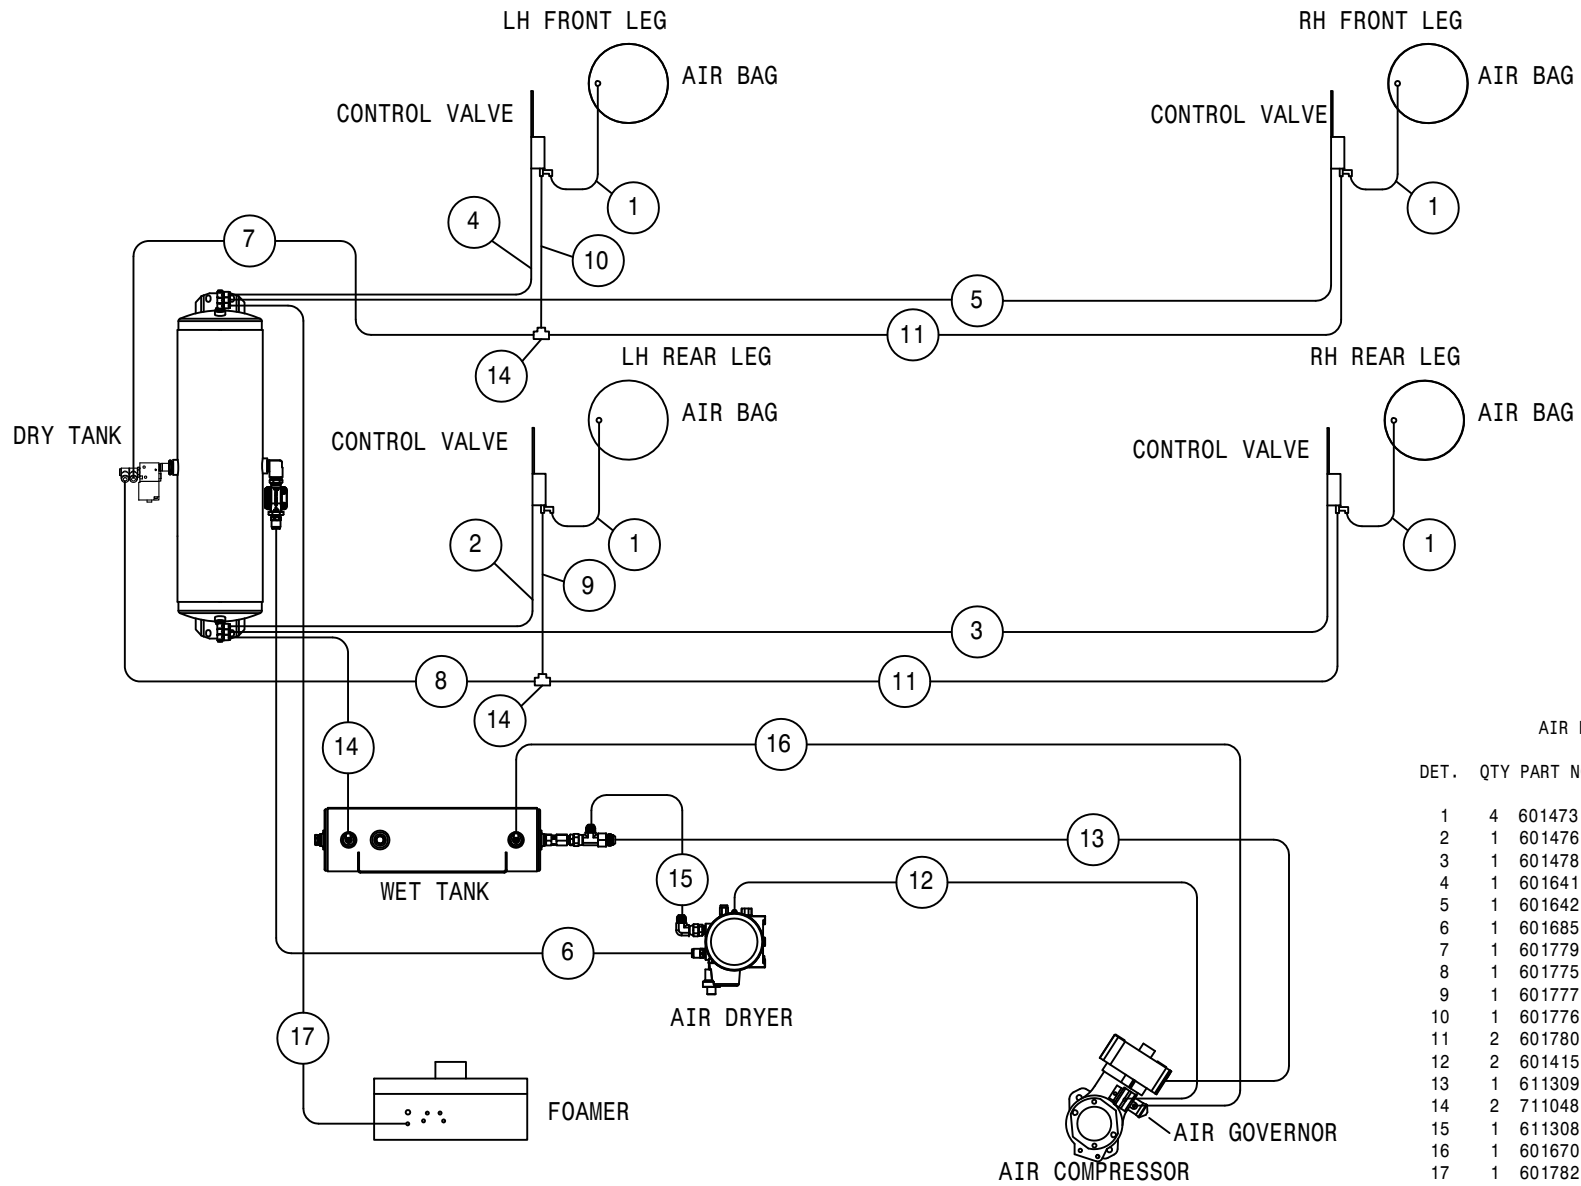 LH FRONT LEG
RH FRONT LEG
AIR BAG
AIR BAG
CONTROL VALVE
CONTROL VALVE
1
1
4
7
10
5
11
14
LH REAR LEG
RH REAR LEG
AIR BAG
AIR BAG
DRY TANK
CONTROL VALVE
CONTROL VALVE
2
1
1
9
3
8
11
14
14
16
13
15
12
WET TANK
6
AIR DRYER
17
FOAMER
AIR GOVERNOR
AIR COMPRESSOR
AIR
DET. QTY PART N
1 4 601473
2 1 601476
3 1 601478
4 1 601641
5 1 601642
6 1 601685
7 1 601779
8 1 601775
9 1 601777
10 1 601776
11 2 601780
12 2 601415
13 1 611309
14 2 711048
15 1 611308
16 1 601670
17 1 601782